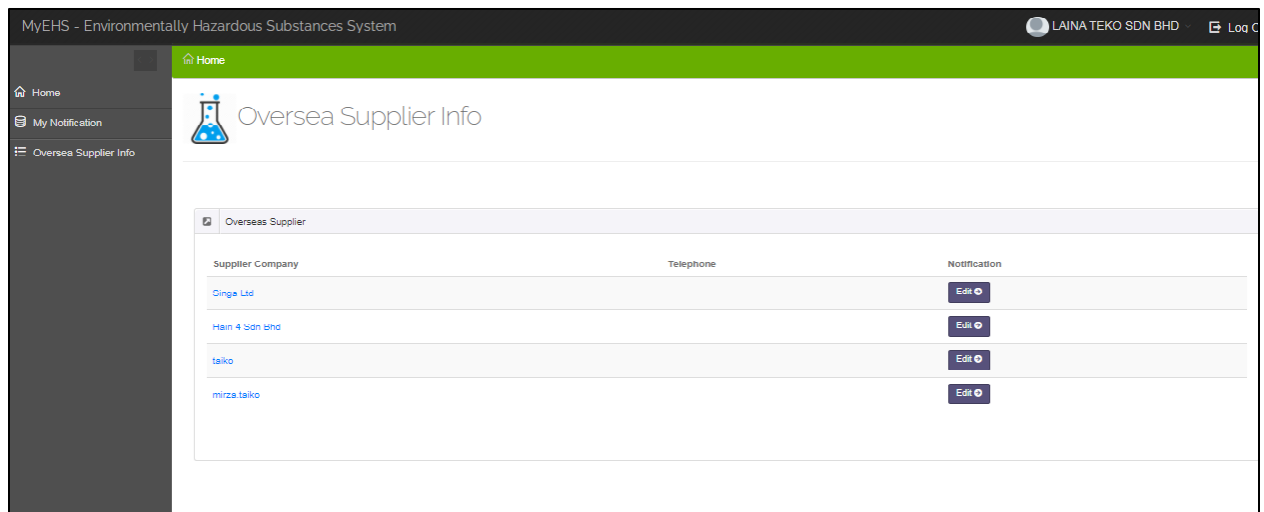 MyEHS - Environmentally Hazardous Substances System
LAINA TEKO SDN BHD
Log O
Home
Home
My Notification
Oversea Supplier Info
Oversea Supplier Info
Overseas Supplier
Supplier Company Telephone Notification
Singa Ltd Edit
Hain 4 Sdn Bhd Edit
taiko Edit
mirza.taiko Edit